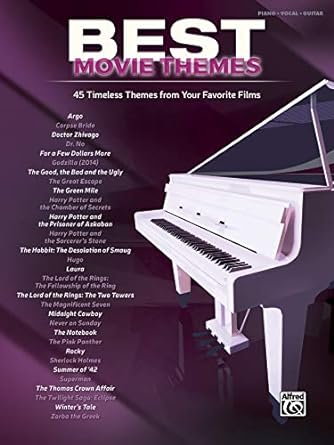 PIANO • VOCAL • GUITAR
BEST
MOVIE THEMES
45 Timeless Themes from Your Favorite Films
Argo
Corpse Bride
Doctor Zhivago
Dr. No
For a Few Dollars More
Godzilla (2014)
The Good, the Bad and the Ugly
The Great Escape
The Green Mile
Harry Potter and
the Chamber of Secrets
Harry Potter and
the Prisoner of Azkaban
Harry Potter and
the Sorcerer's Stone
The Hobbit: The Desolation of Smaug
Hugo
Laura
The Lord of the Rings:
The Fellowship of the Ring
The Lord of the Rings: The Two Towers
The Magnificent Seven
Midnight Cowboy
Never on Sunday
The Notebook
The Pink Panther
Rocky
Sherlock Holmes
Summer of '42
Superman
The Thomas Crown Affair
The Twilight Saga: Eclipse
Winter's Tale
Zorba the Greek
Alfred